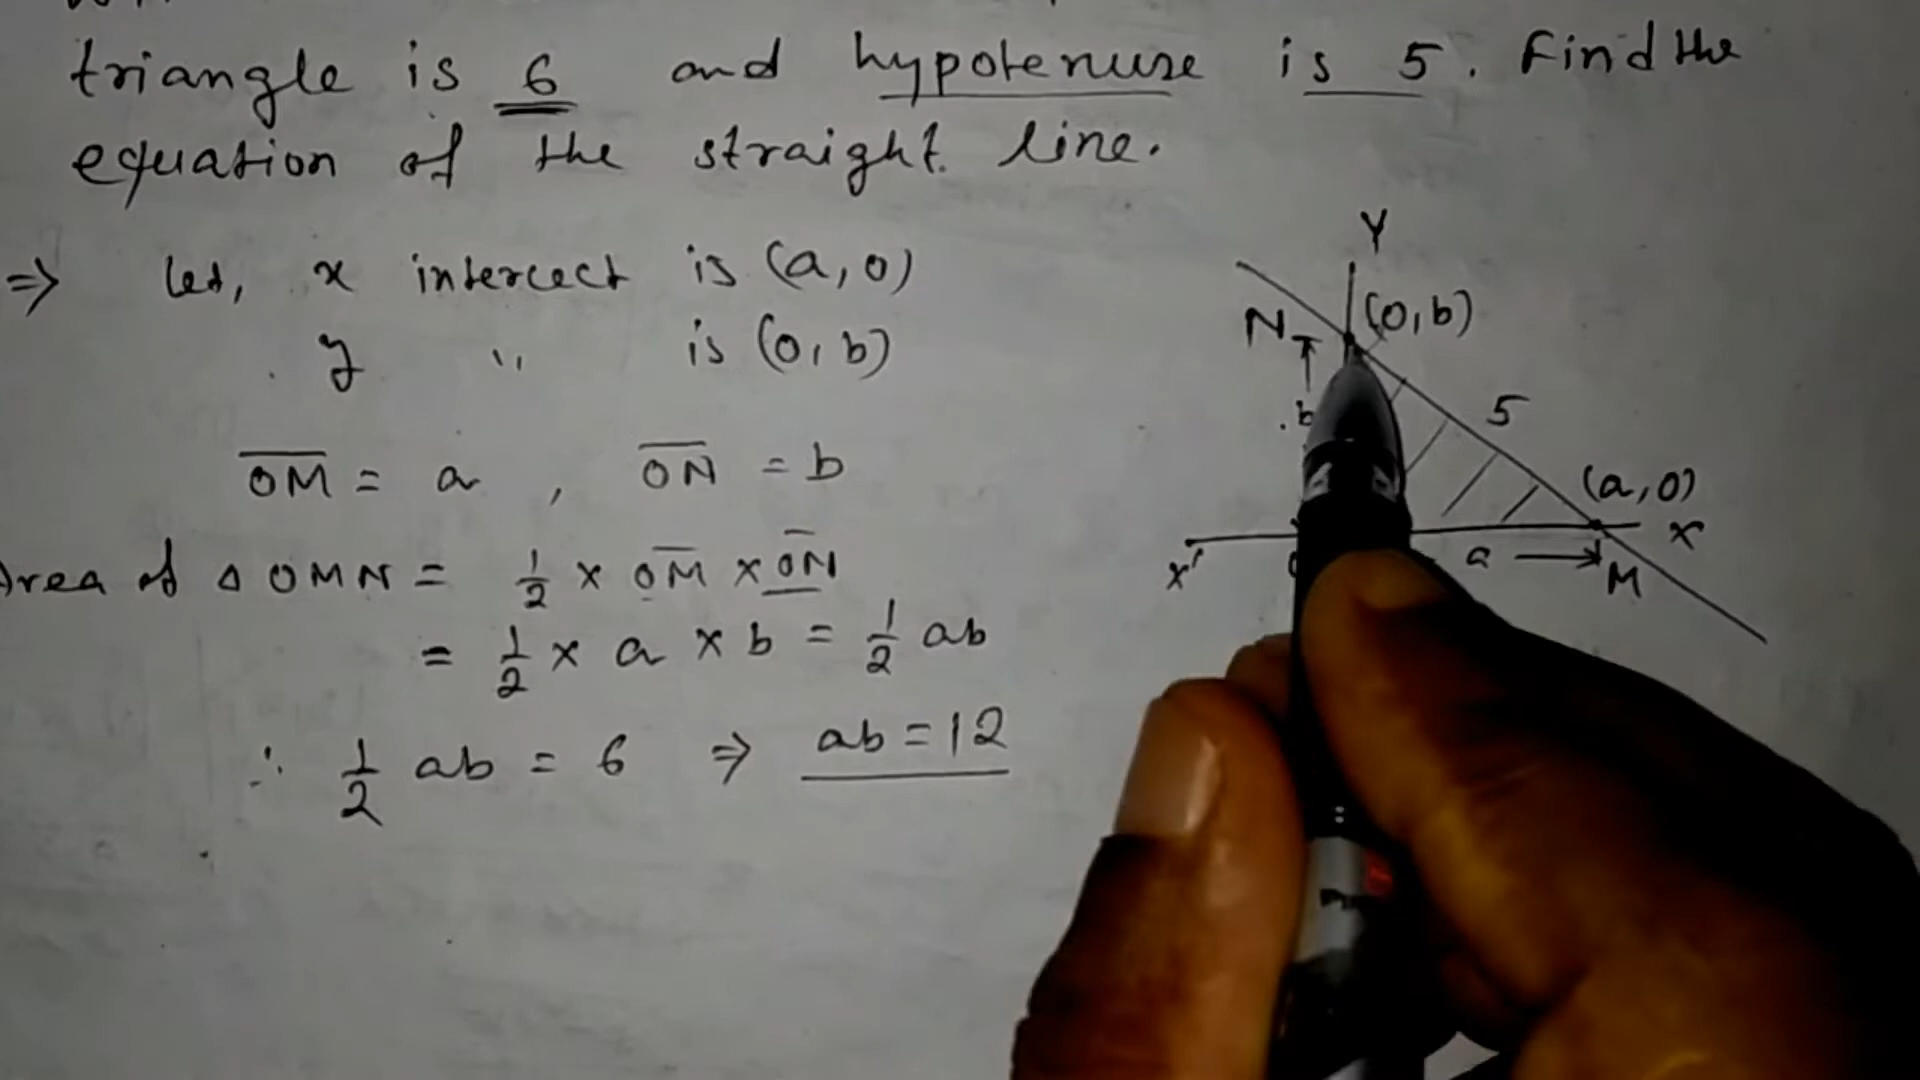 triangle is 6 and hypotenuse is 5. Find the
equation of the straight line.
⇒ Let, x intercect is (a,0)
y " is (0,b)
OM = a , ON = b
Area of Δ OMN = 1/2 × OM × ON
= 1/2 × a × b = 1/2 ab
∴ 1/2 ab = 6 ⇒ ab = 12
Y
N (0,b)
b 5
(a,0)
X' a M X